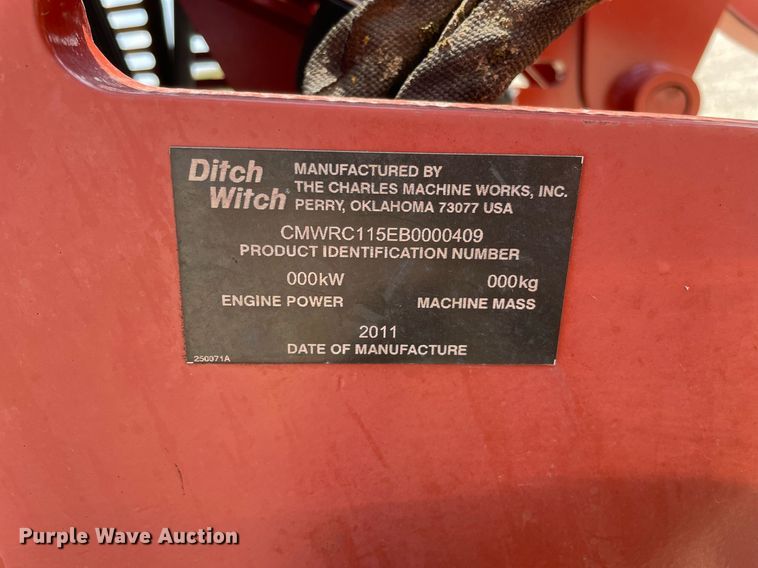 Ditch Witch®
MANUFACTURED BY
THE CHARLES MACHINE WORKS, INC.
PERRY, OKLAHOMA 73077 USA
CMWRC115EB0000409
PRODUCT IDENTIFICATION NUMBER
000kW 000kg
ENGINE POWER MACHINE MASS
2011
DATE OF MANUFACTURE
250071A
Purple Wave Auction®